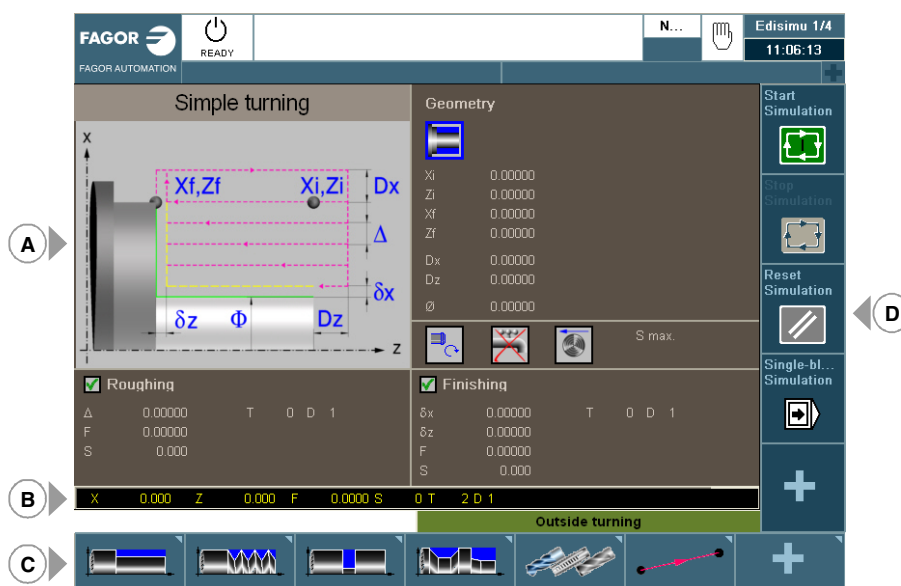 FAGOR
FAGOR AUTOMATION
READY
N...
Edisimu 1/4
11:06:13
Simple turning
X
Xf,Zf
Xi,Zi
Dx
Δ
δx
δz
Φ
Dz
Z
Geometry
Xi 0.00000
Zi 0.00000
Xf 0.00000
Zf 0.00000
Dx 0.00000
Dz 0.00000
Ø 0.00000
S max.
Roughing
Δ 0.00000 T 0 D 1
F 0.00000
S 0.000
Finishing
δx 0.00000 T 0 D 1
δz 0.00000
F 0.00000
S 0.000
X 0.000 Z 0.000 F 0.0000 S 0 T 2 D 1
Outside turning
Start
Simulation
Stop
Simulation
Reset
Simulation
Single-bl...
Simulation
A
B
C
D